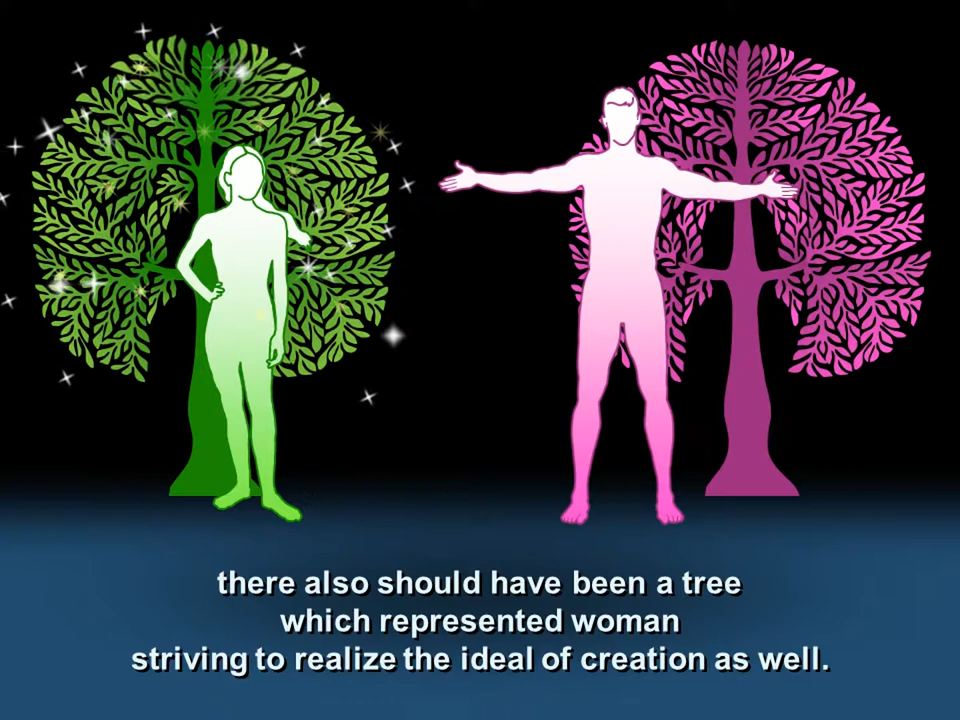 there also should have been a tree
which represented woman
striving to realize the ideal of creation as well.